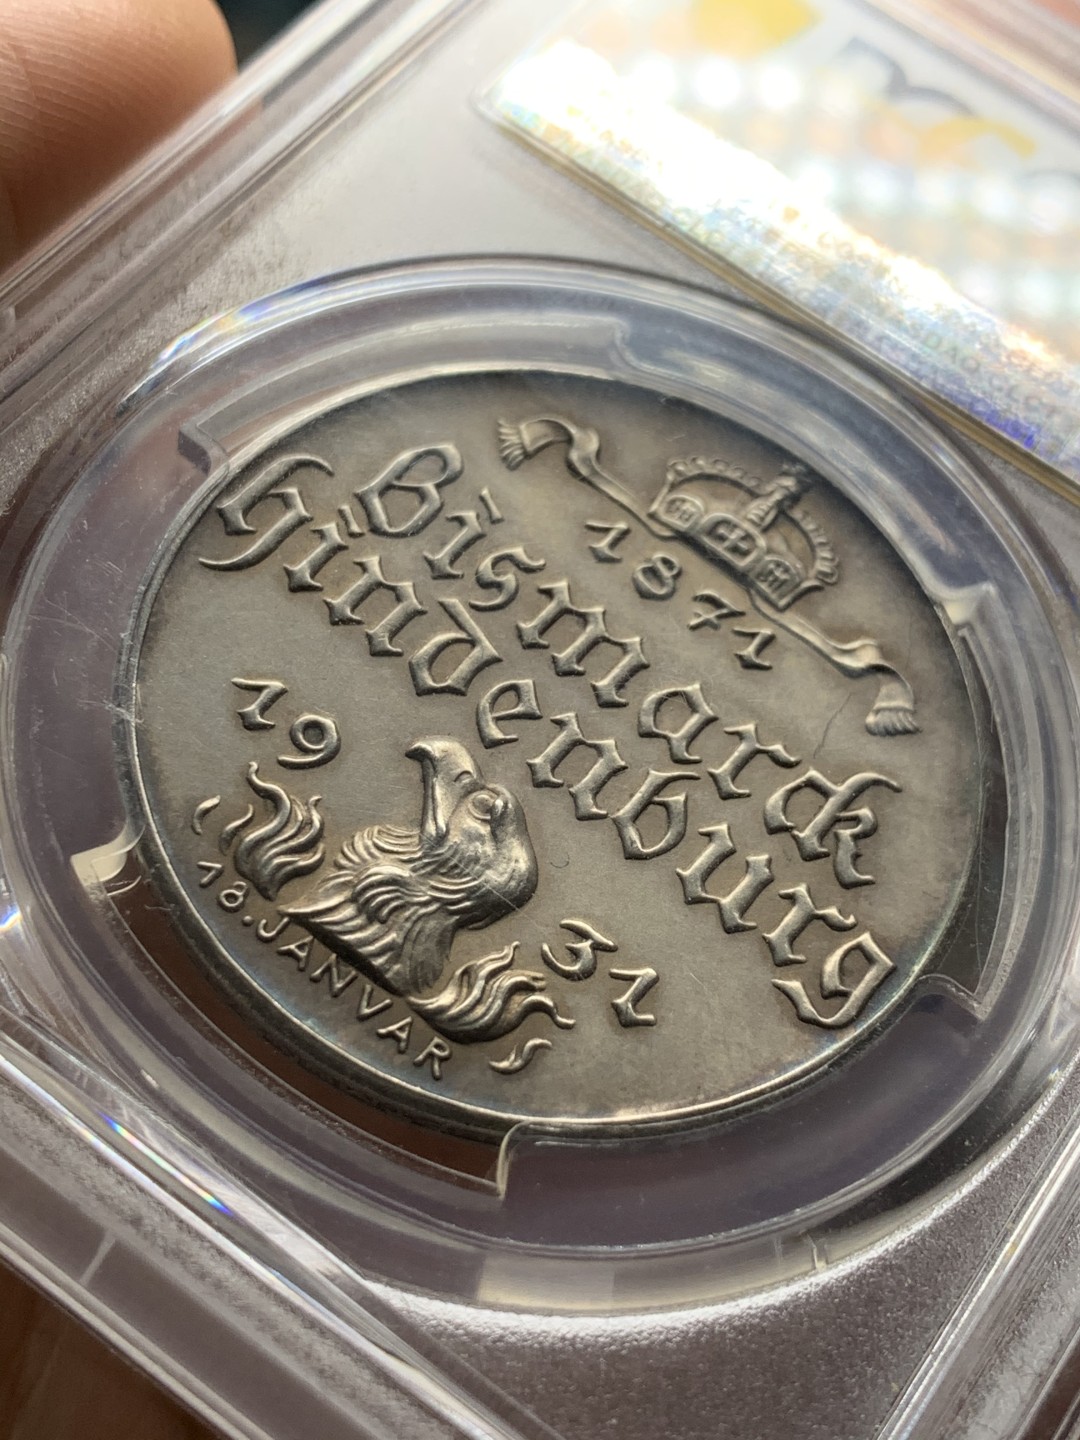 1871
Bismarck
Hindenburg
19 31
18. JANVAR